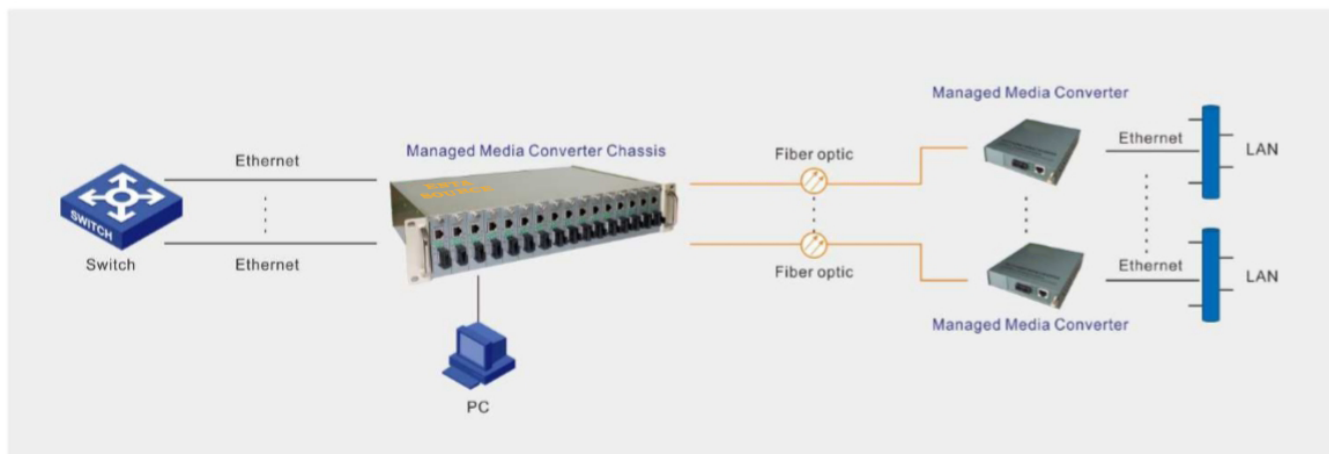 Managed Media Converter
Ethernet
LAN
Fiber optic
Managed Media Converter Chassis
Ethernet
SWITCH
Switch
Ethernet
Fiber optic
Ethernet
LAN
Managed Media Converter
PC